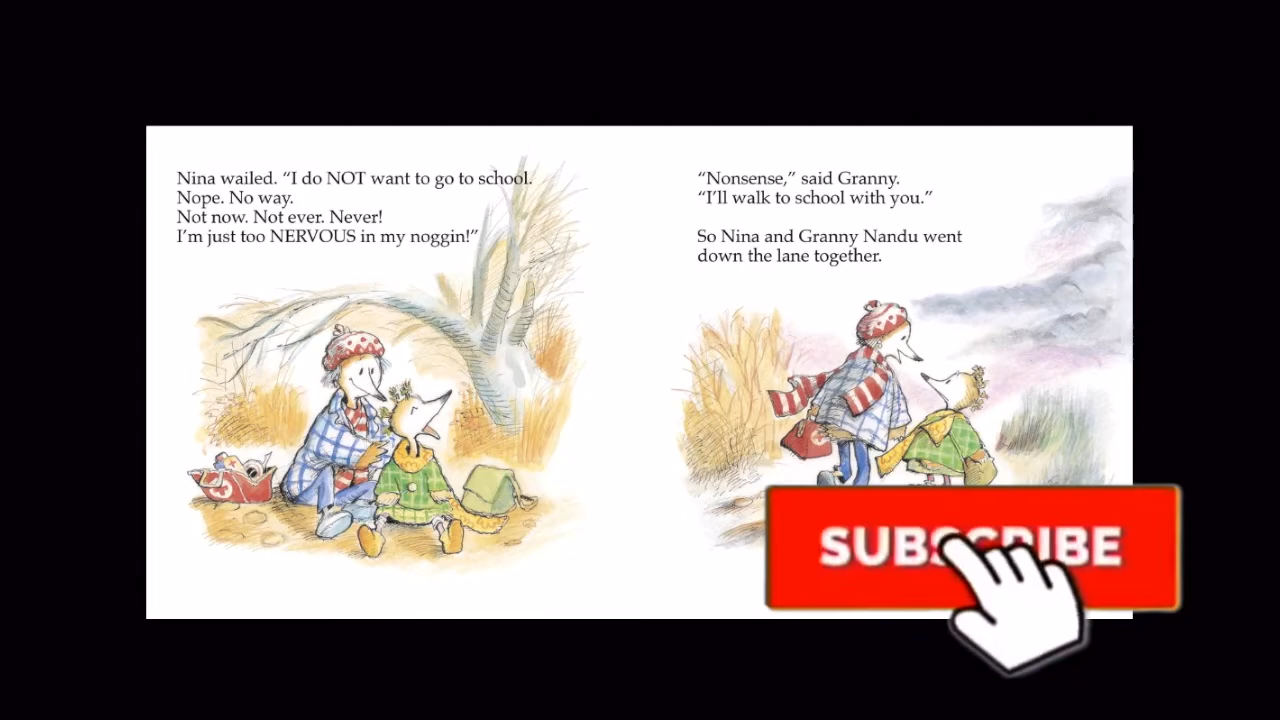 Nina wailed. “I do NOT want to go to school.
Nope. No way.
Not now. Not ever. Never!
I’m just too NERVOUS in my noggin!”
“Nonsense,” said Granny.
“I’ll walk to school with you.”
So Nina and Granny Nandu went
down the lane together.
SUBSCRIBE